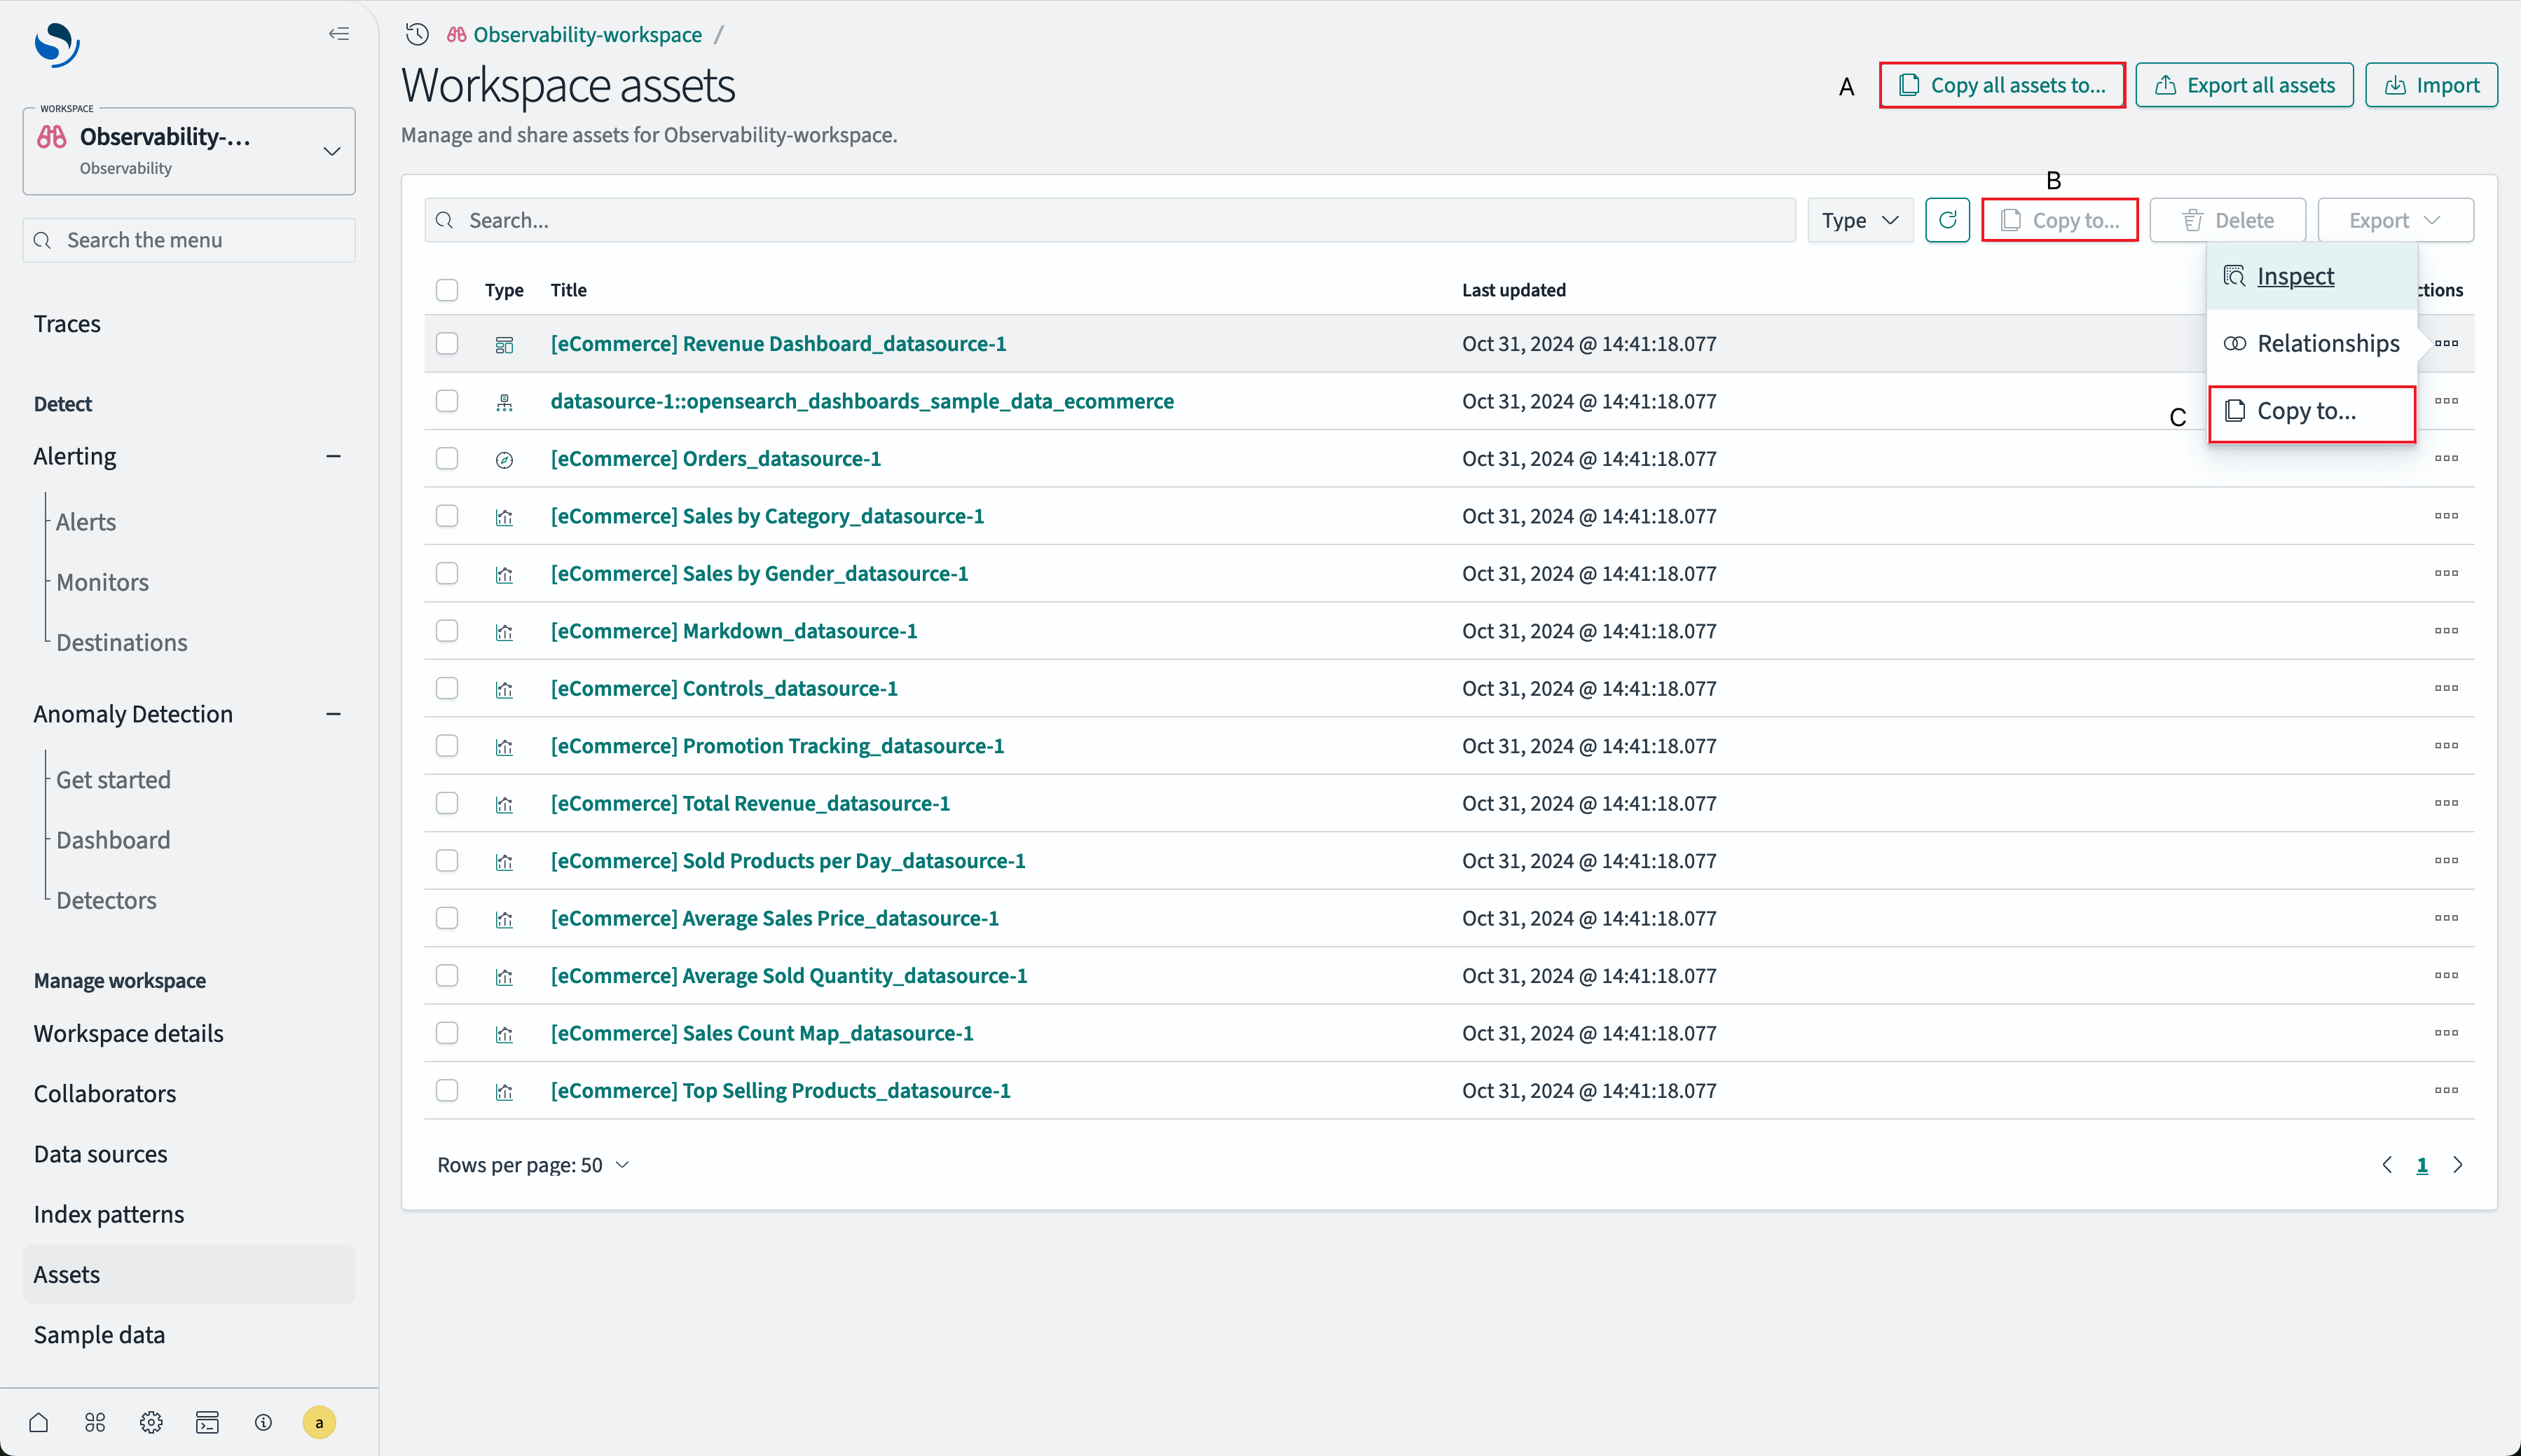 WORKSPACE
Observability-...
Observability
Search the menu
Traces
Detect
Alerting
Alerts
Monitors
Destinations
Anomaly Detection
Get started
Dashboard
Detectors
Manage workspace
Workspace details
Collaborators
Data sources
Index patterns
Assets
Sample data
a
Observability-workspace /
Workspace assets
A Copy all assets to... Export all assets Import
Manage and share assets for Observability-workspace.
B
Search... Type Copy to... Delete Export
Type Title Last updated ctions
[eCommerce] Revenue Dashboard_datasource-1 Oct 31, 2024 @ 14:41:18.077
datasource-1::opensearch_dashboards_sample_data_ecommerce Oct 31, 2024 @ 14:41:18.077
[eCommerce] Orders_datasource-1 Oct 31, 2024 @ 14:41:18.077
[eCommerce] Sales by Category_datasource-1 Oct 31, 2024 @ 14:41:18.077
[eCommerce] Sales by Gender_datasource-1 Oct 31, 2024 @ 14:41:18.077
[eCommerce] Markdown_datasource-1 Oct 31, 2024 @ 14:41:18.077
[eCommerce] Controls_datasource-1 Oct 31, 2024 @ 14:41:18.077
[eCommerce] Promotion Tracking_datasource-1 Oct 31, 2024 @ 14:41:18.077
[eCommerce] Total Revenue_datasource-1 Oct 31, 2024 @ 14:41:18.077
[eCommerce] Sold Products per Day_datasource-1 Oct 31, 2024 @ 14:41:18.077
[eCommerce] Average Sales Price_datasource-1 Oct 31, 2024 @ 14:41:18.077
[eCommerce] Average Sold Quantity_datasource-1 Oct 31, 2024 @ 14:41:18.077
[eCommerce] Sales Count Map_datasource-1 Oct 31, 2024 @ 14:41:18.077
[eCommerce] Top Selling Products_datasource-1 Oct 31, 2024 @ 14:41:18.077
Inspect
Relationships
C Copy to...
Rows per page: 50
1